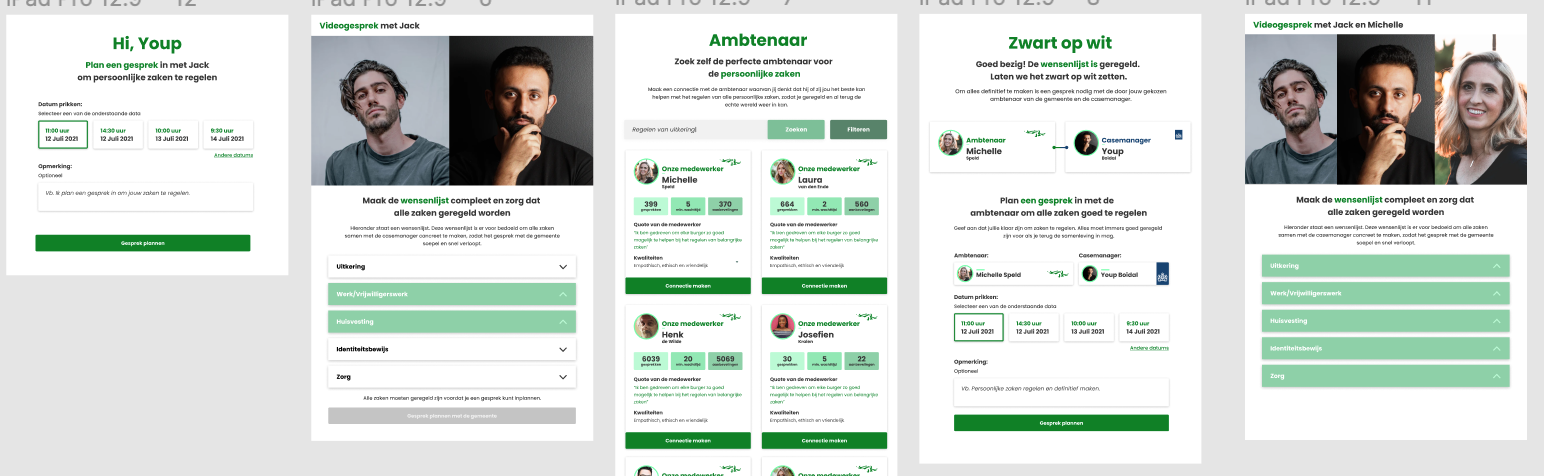 iPad Pro 12.9" – 12
Hi, Youp
Plan een gesprek in met Jack
om persoonlijke zaken te regelen
Datum prikken:
Selecteer een van de onderstaande data
11:00 uur
12 Juli 2021
14:30 uur
12 Juli 2021
10:00 uur
13 Juli 2021
9:30 uur
14 Juli 2021
Andere datums
Opmerking:
Optioneel
Vb. Ik plan een gesprek in om jouw zaken te regelen.
Gesprek plannen
Videogesprek met Jack
Maak de wensenlijst compleet en zorg dat
alle zaken geregeld worden
Hieronder staat een wensenlijst. Deze wensenlijst is er voor bedoeld om alle zaken
samen met de casemanager concreet te maken, zodat het gesprek met de gemeente
soepel en snel verloopt.
Uitkering
Werk/Vrijwilligerswerk
Huisvesting
Identiteitsbewijs
Zorg
Alle zaken moeten geregeld zijn voordat je een gesprek kunt inplannen.
Gesprek plannen met de gemeente
Ambtenaar
Zoek zelf de perfecte ambtenaar voor
de persoonlijke zaken
Maak een connectie met de ambtenaar waarvan jij denkt dat hij of zij jou het beste kan
helpen met het regelen van alle persoonlijke zaken, zodat je geregeld en al terug de
echte wereld weer in kan.
Regelen van uitkering|
Zoeken
Filteren
Onze medewerker
Michelle
Speld
399
gesprekken
5
min. wachttijd
370
aanbevelingen
Quote van de medewerker
"Ik ben gedreven om elke burger zo goed
mogelijk te helpen bij het regelen van belangrijke
zaken"
Kwaliteiten
Empathisch, ethisch en vriendelijk
Connectie maken
Onze medewerker
Laura
van den Ende
664
gesprekken
2
min. wachttijd
560
aanbevelingen
Quote van de medewerker
"Ik ben gedreven om elke burger zo goed
mogelijk te helpen bij het regelen van belangrijke
zaken"
Kwaliteiten
Empathisch, ethisch en vriendelijk
Connectie maken
Onze medewerker
Henk
de Wilde
6039
gesprekken
20
min. wachttijd
5069
aanbevelingen
Quote van de medewerker
"Ik ben gedreven om elke burger zo goed
mogelijk te helpen bij het regelen van belangrijke
zaken"
Kwaliteiten
Empathisch, ethisch en vriendelijk
Connectie maken
Onze medewerker
Josefien
Kralen
30
gesprekken
5
min. wachttijd
22
aanbevelingen
Quote van de medewerker
"Ik ben gedreven om elke burger zo goed
mogelijk te helpen bij het regelen van belangrijke
zaken"
Kwaliteiten
Empathisch, ethisch en vriendelijk
Connectie maken
Onze medewerker
Onze medewerker
Zwart op wit
Goed bezig! De wensenlijst is geregeld.
Laten we het zwart op wit zetten.
Om alles definitief te maken is een gesprek nodig met de door jouw gekozen
ambtenaar van de gemeente en de casemanager.
Ambtenaar
Michelle
Speld
Casemanager
Youp
Boidal
Plan een gesprek in met de
ambtenaar om alle zaken goed te regelen
Geef aan dat jullie klaar zijn om zaken te regelen. Alles moet immers goed geregeld
zijn voor als je terug de samenleving in mag.
Ambtenaar:
Michelle Speld
Casemanager:
Youp Boidal
Datum prikken:
Selecteer een van de onderstaande data
11:00 uur
12 Juli 2021
14:30 uur
12 Juli 2021
10:00 uur
13 Juli 2021
9:30 uur
14 Juli 2021
Andere datums
Opmerking:
Optioneel
Vb. Persoonlijke zaken regelen en definitief maken.
Gesprek plannen
Videogesprek met Jack en Michelle
Maak de wensenlijst compleet en zorg dat
alle zaken geregeld worden
Hieronder staat een wensenlijst. Deze wensenlijst is er voor bedoeld om alle zaken
samen met de casemanager concreet te maken, zodat het gesprek met de gemeente
soepel en snel verloopt.
Uitkering
Werk/Vrijwilligerswerk
Huisvesting
Identiteitsbewijs
Zorg